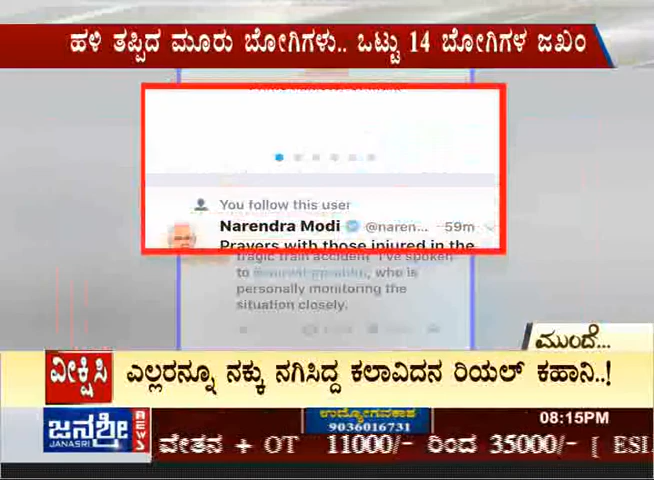 ಹಳಿ ತಪ್ಪಿದ ಮೂರು ಬೋಗಿಗಳು.. ಒಟ್ಟು 14 ಬೋಗಿಗಳ ಜಖಂ
You follow this user
Narendra Modi @naren... · 59m
Prayers with those injured in the
tragic train accident. I've spoken
to who is
personally monitoring the
situation closely.
ಮುಂದೆ...
ವೀಕ್ಷಿಸಿ ಎಲ್ಲರನ್ನೂ ನಕ್ಕು ನಗಿಸಿದ್ದ ಕಲಾವಿದನ ರಿಯಲ್ ಕಹಾನಿ..!
ಜನಶ್ರೀ
JANASRI
NEWS
ಉದ್ಯೋಗವಕಾಶ
9036016731
08:15PM
ವೇತನ + OT 11000/- ರಿಂದ 35000/- [ ESI